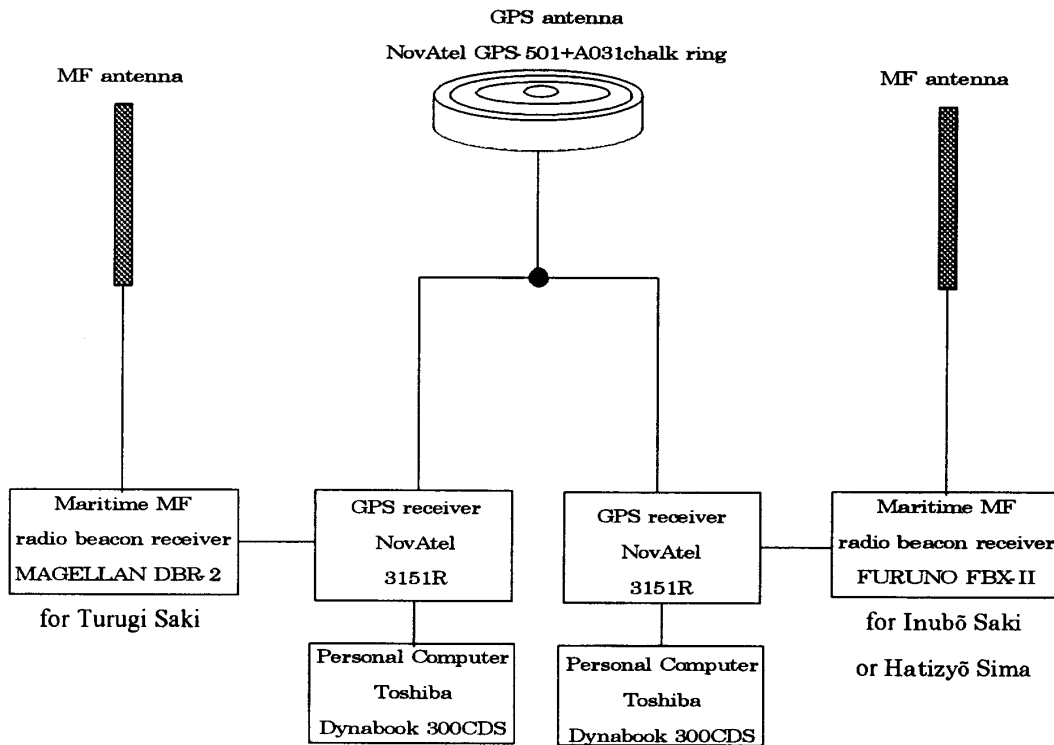 GPS antenna
NovAtel GPS-501+A031chalk ring
MF antenna
MF antenna
Maritime MF
radio beacon receiver
MAGELLAN DBR-2
for Turugi Saki
GPS receiver
NovAtel
3151R
GPS receiver
NovAtel
3151R
Maritime MF
radio beacon receiver
FURUNO FBX-II
for Inubō Saki
or Hatizyō Sima
Personal Computer
Toshiba
Dynabook 300CDS
Personal Computer
Toshiba
Dynabook 300CDS